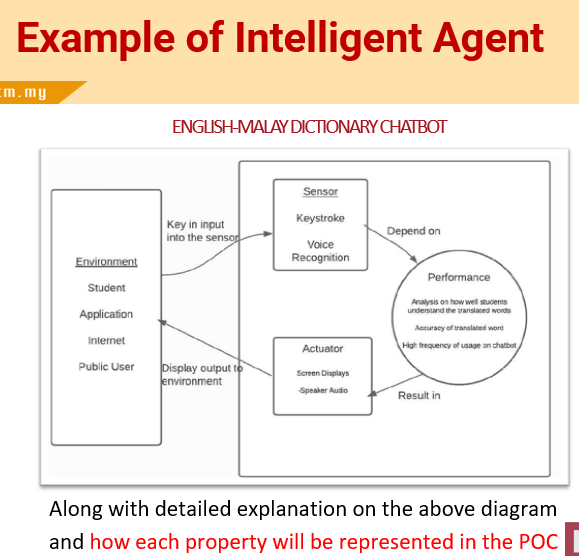 Example of Intelligent Agent
tm.my
ENGLISH-MALAY DICTIONARY CHATBOT
Environment
Student
Application
Internet
Public User
Key in input
into the sensor
Sensor
Keystroke
Voice
Recognition
Depend on
Performance
Analysis on how well students
understand the translated words
Accuracy of translated word
High frequency of usage on chatbot
Actuator
Screen Displays
-Speaker Audio
Display output to
environment
Result in
Along with detailed explanation on the above diagram
and how each property will be represented in the POC